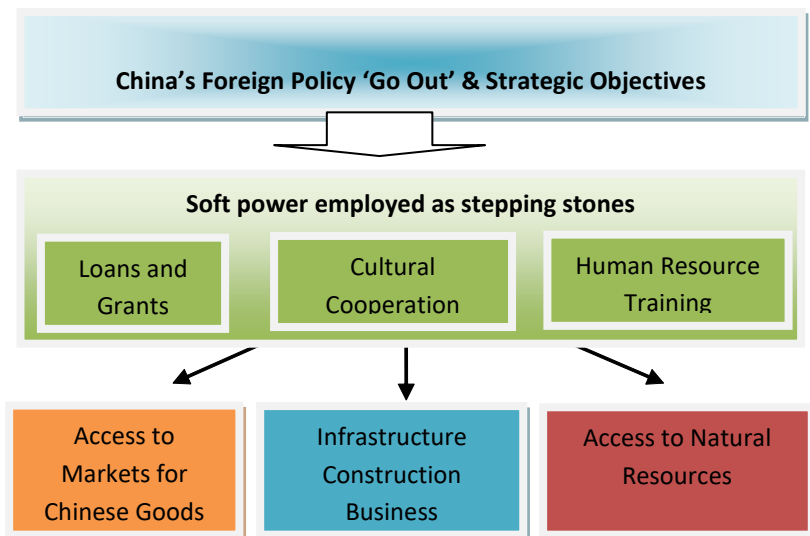 China’s Foreign Policy ‘Go Out’ & Strategic Objectives
Soft power employed as stepping stones
Loans and
Grants
Cultural
Cooperation
Human Resource
Training
Access to
Markets for
Chinese Goods
Infrastructure
Construction
Business
Access to Natural
Resources